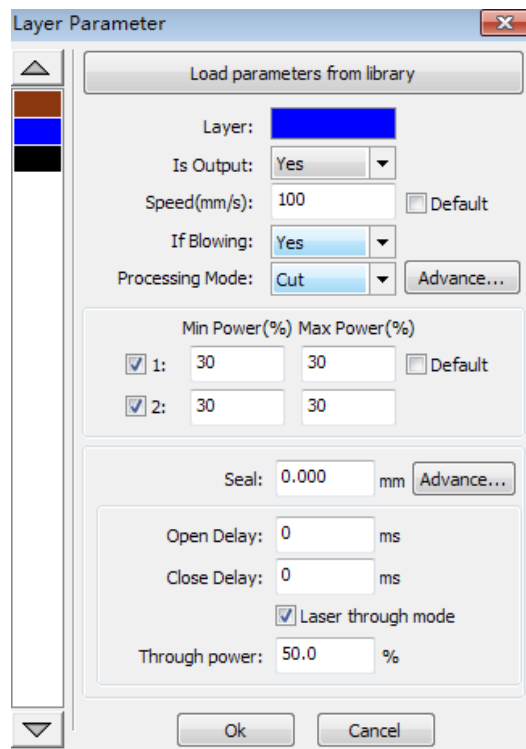 Layer Parameter
Load parameters from library
Layer:
Is Output: Yes
Speed(mm/s): 100 Default
If Blowing: Yes
Processing Mode: Cut Advance...
Min Power(%) Max Power(%)
1: 30 30 Default
2: 30 30
Seal: 0.000 mm Advance...
Open Delay: 0 ms
Close Delay: 0 ms
Laser through mode
Through power: 50.0 %
Ok Cancel